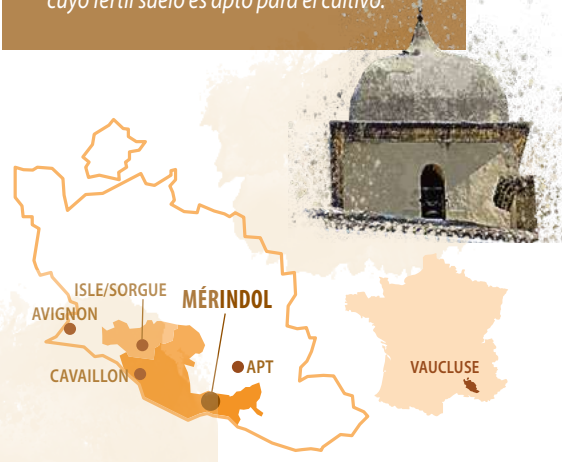 cuyo fértil suelo es apto para el cultivo.
ISLE/SORGUE
MÉRINDOL
AVIGNON
APT
CAVAILLON
VAUCLUSE